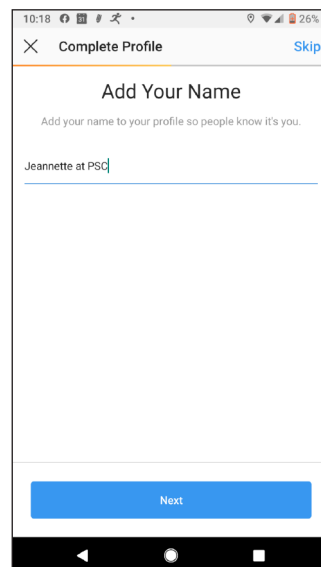 10:18 31 26%
Complete Profile Skip
Add Your Name
Add your name to your profile so people know it's you.
Jeannette at PSC
Next